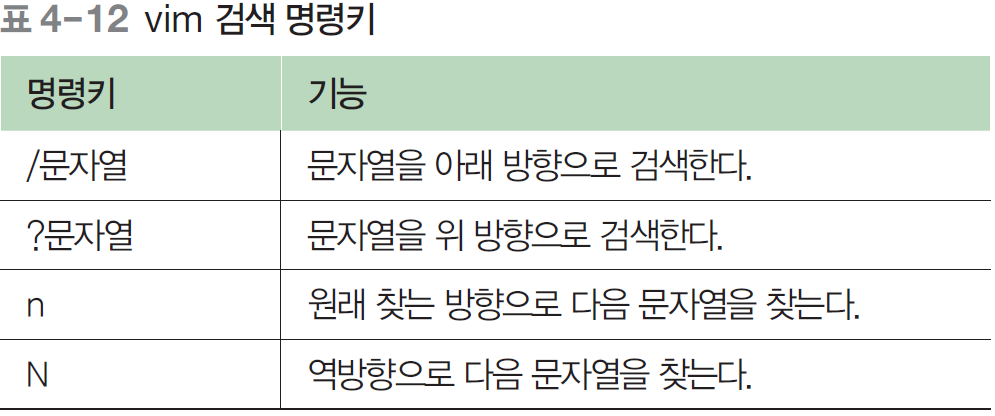 표 4-12 vim 검색 명령키
명령키 기능
/문자열 문자열을 아래 방향으로 검색한다.
?문자열 문자열을 위 방향으로 검색한다.
n 원래 찾는 방향으로 다음 문자열을 찾는다.
N 역방향으로 다음 문자열을 찾는다.